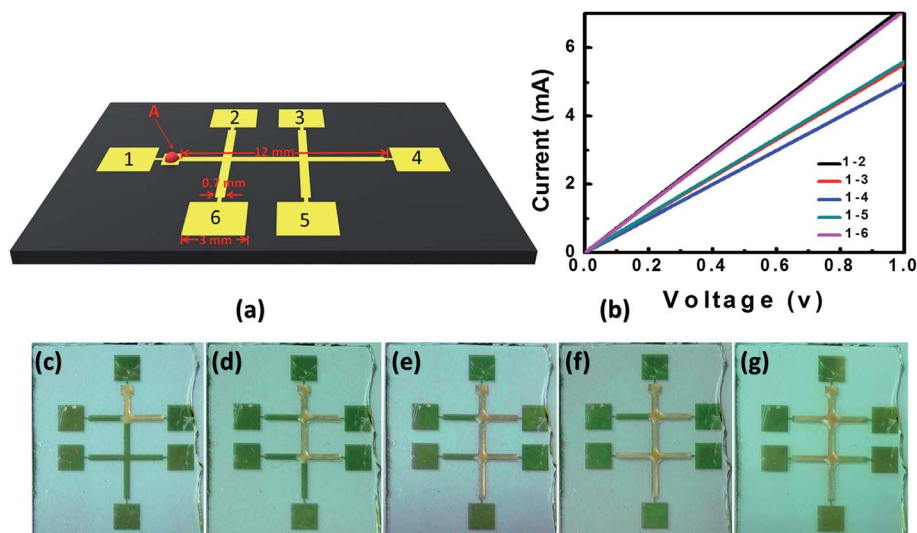 A
2
3
1
12 mm
4
0.7 mm
6
5
3 mm
(a)
Current (mA)
6
4
2
0
1-2
1-3
1-4
1-5
1-6
0.0 0.2 0.4 0.6 0.8 1.0
Voltage (v)
(b)
(c) (d) (e) (f) (g)